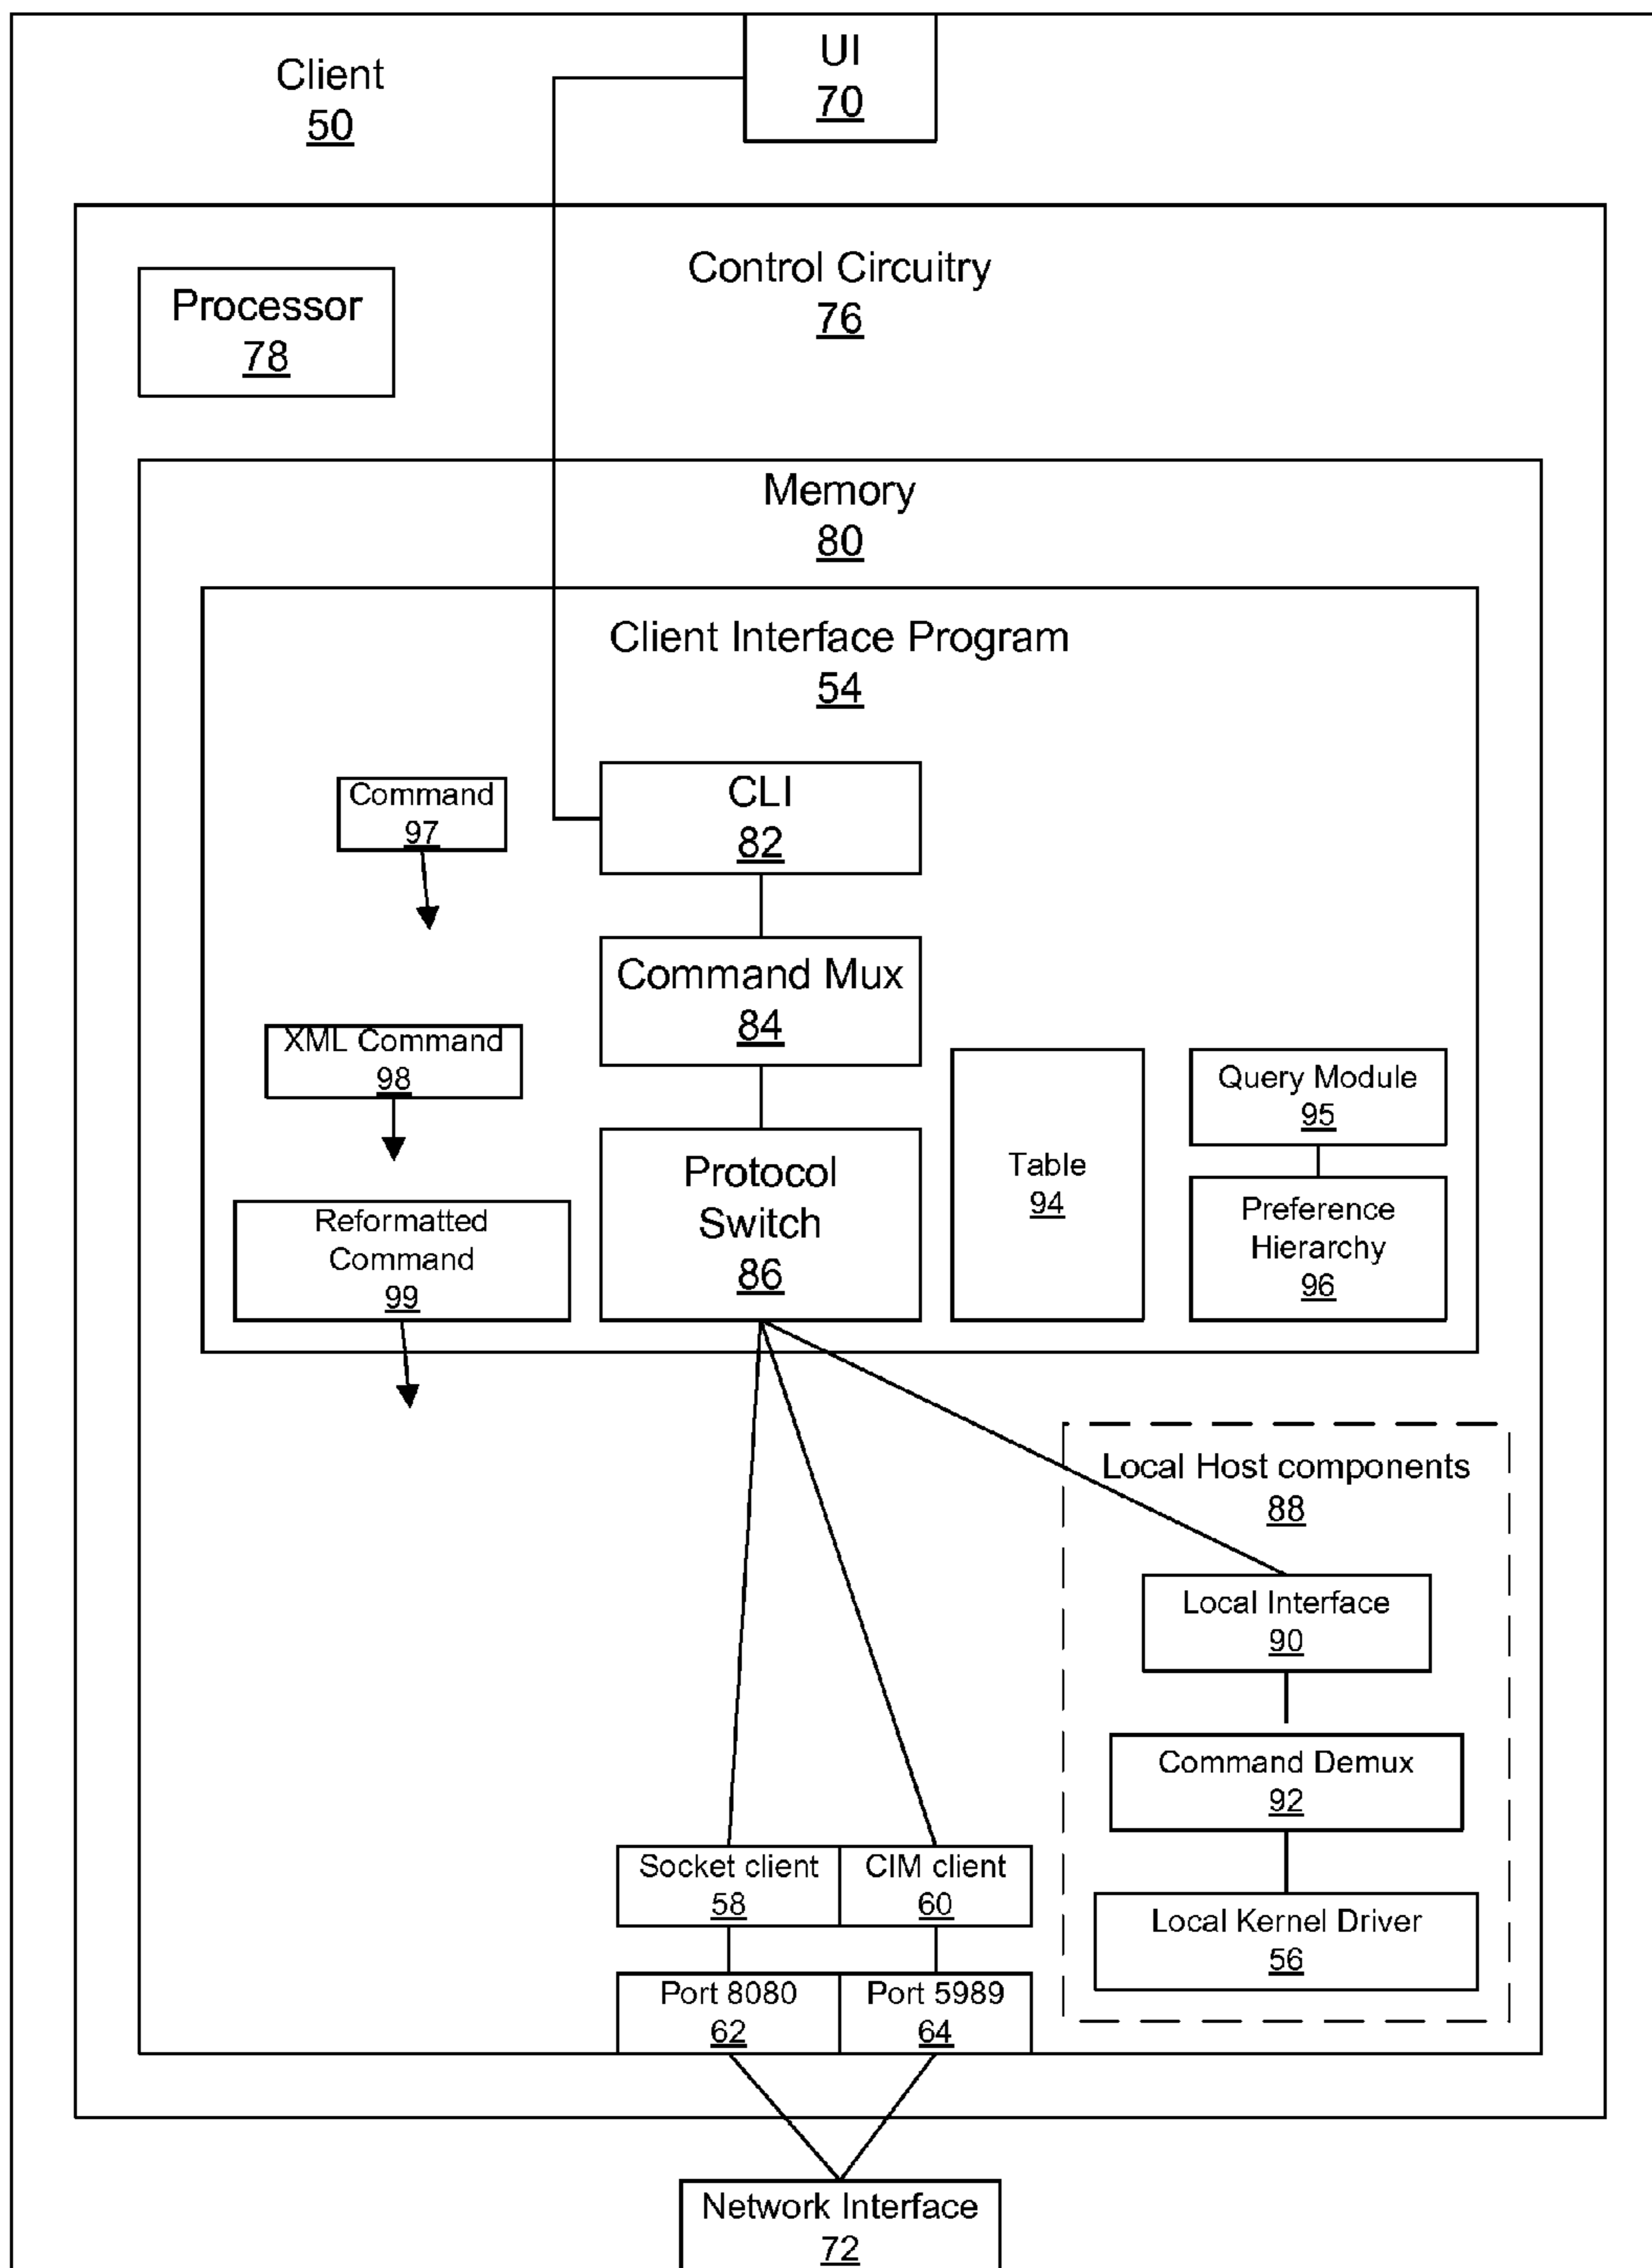 UI
70
Client
50
Control Circuitry
76
Processor
78
Memory
80
Client Interface Program
54
CLI
82
Command
97
Command Mux
84
XML Command
98
Query Module
95
Table
94
Protocol
Switch
86
Preference
Hierarchy
96
Reformatted
Command
99
Local Host components
88
Local Interface
90
Command Demux
92
Socket client
58
CIM client
60
Local Kernel Driver
56
Port 8080
62
Port 5989
64
Network Interface
72